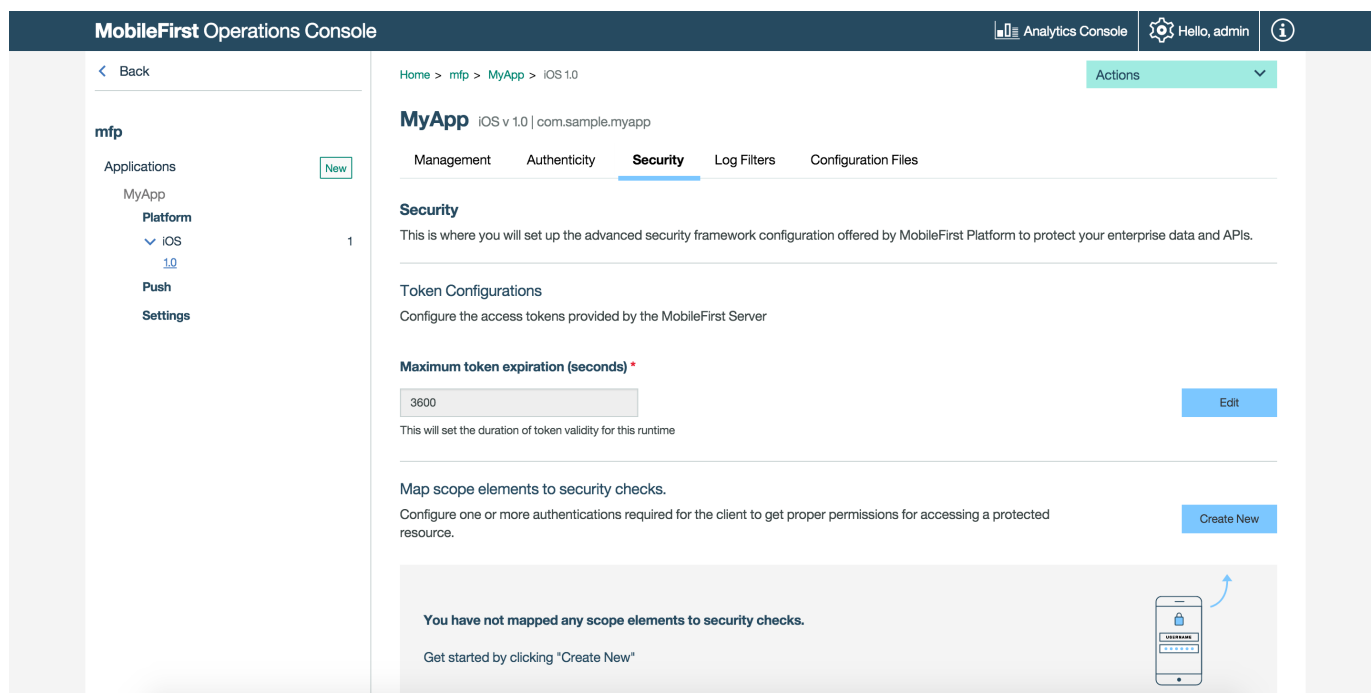 MobileFirst Operations Console
Analytics Console
Hello, admin
Back
mfp
Applications
New
MyApp
Platform
iOS
1
1.0
Push
Settings
Home > mfp > MyApp > iOS 1.0
Actions
MyApp iOS v 1.0 | com.sample.myapp
Management Authenticity Security Log Filters Configuration Files
Security
This is where you will set up the advanced security framework configuration offered by MobileFirst Platform to protect your enterprise data and APIs.
Token Configurations
Configure the access tokens provided by the MobileFirst Server
Maximum token expiration (seconds) *
3600
Edit
This will set the duration of token validity for this runtime
Map scope elements to security checks.
Configure one or more authentications required for the client to get proper permissions for accessing a protected
resource.
Create New
You have not mapped any scope elements to security checks.
Get started by clicking "Create New"
USERNAME